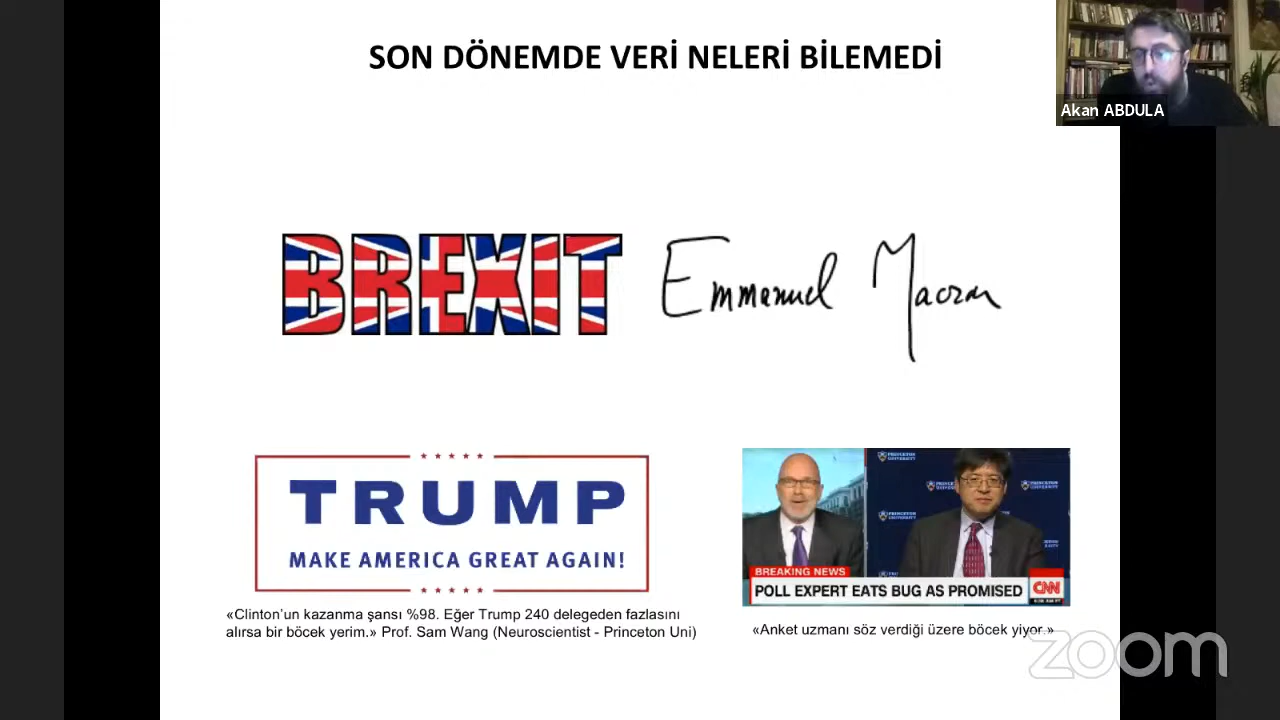 SON DÖNEMDE VERİ NELERİ BİLEMEDİ
Akan ABDULA
BREXIT
Emmanuel Macron
TRUMP
MAKE AMERICA GREAT AGAIN!
«Clinton'un kazanma şansı %98. Eğer Trump 240 delegeden fazlasını
alırsa bir böcek yerim.» Prof. Sam Wang (Neuroscientist - Princeton Uni)
PRINCETON
UNIVERSITY
BREAKING NEWS
POLL EXPERT EATS BUG AS PROMISED
CNN
«Anket uzmanı söz verdiği üzere böcek yiyor.»
zoom